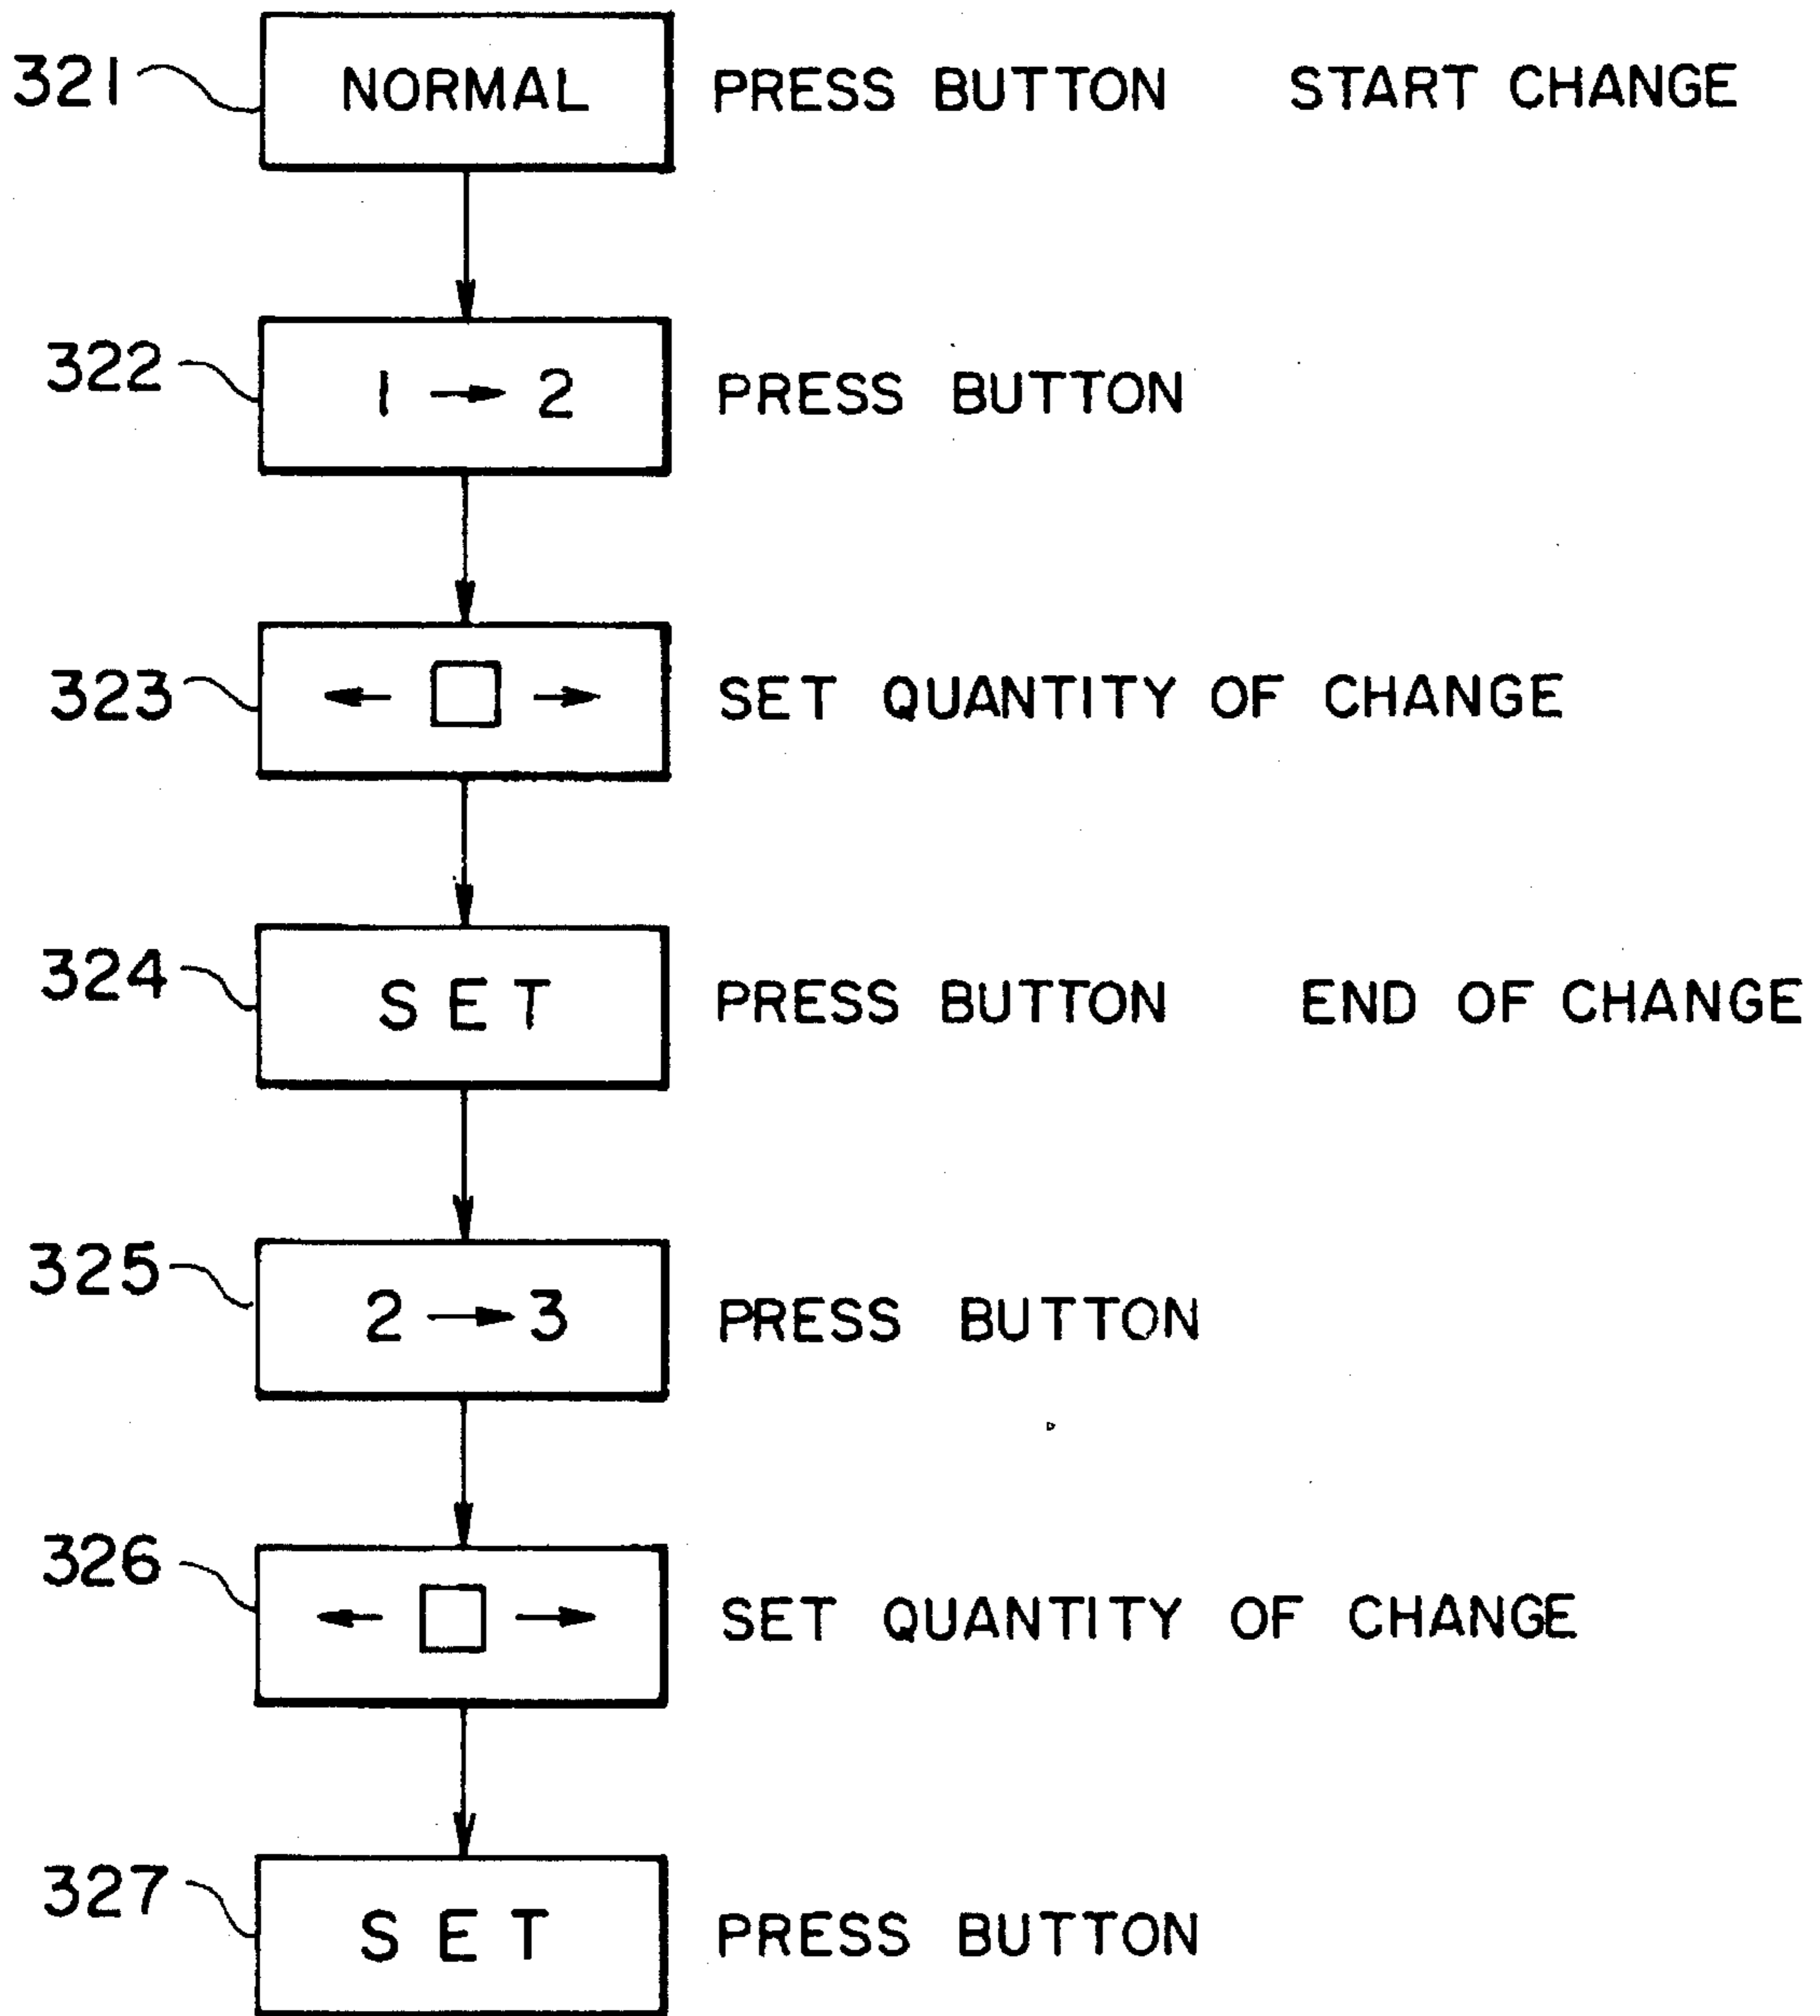 321 NORMAL PRESS BUTTON START CHANGE
322 1 → 2 PRESS BUTTON
323 ← □ → SET QUANTITY OF CHANGE
324 SET PRESS BUTTON END OF CHANGE
325 2 → 3 PRESS BUTTON
326 ← □ → SET QUANTITY OF CHANGE
327 SET PRESS BUTTON